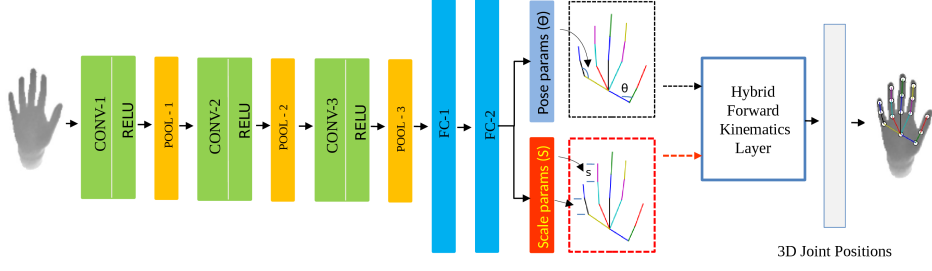 CONV-1
RELU
POOL - 1
CONV-2
RELU
POOL - 2
CONV-3
RELU
POOL - 3
FC-1
FC-2
Pose params (Θ)
θ
Scale params (S)
S
Hybrid
Forward
Kinematics
Layer
3D Joint Positions